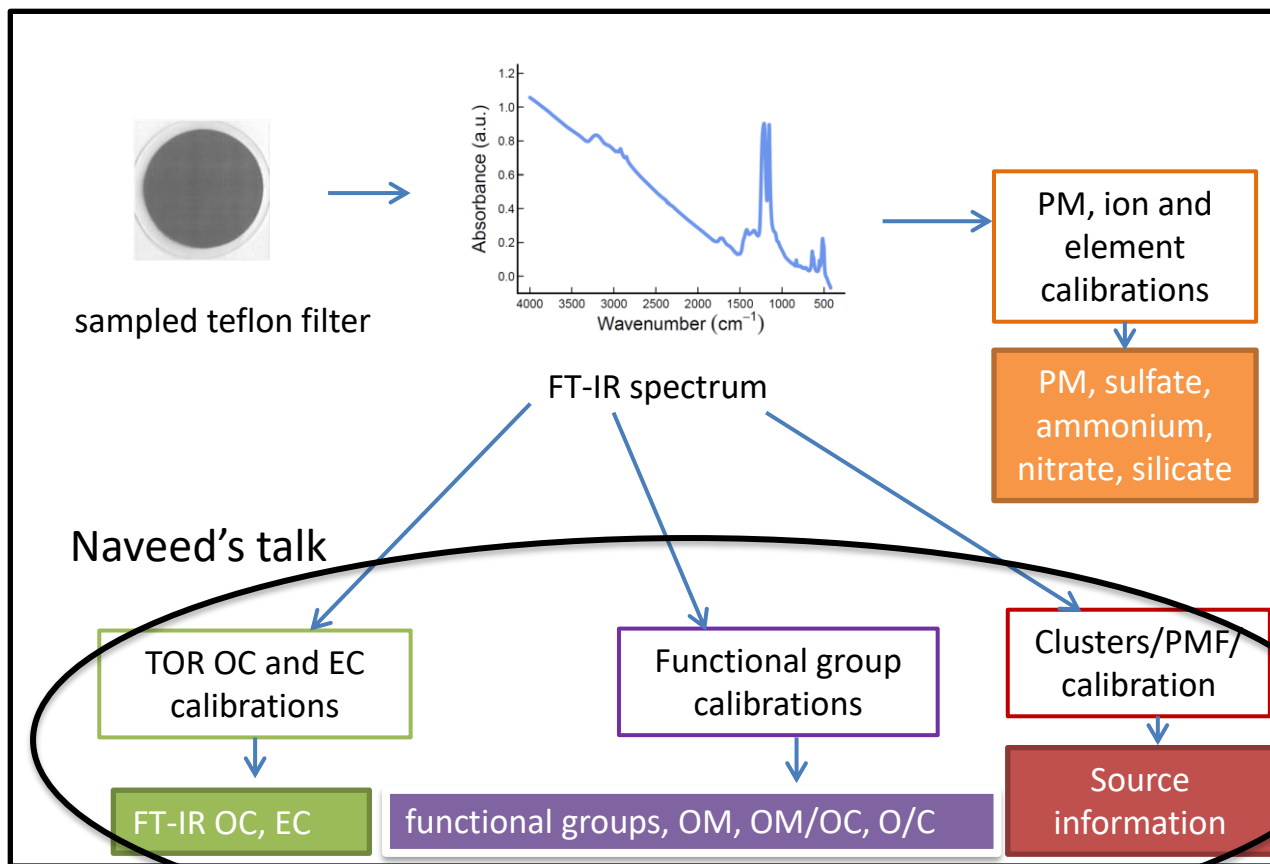 sampled teflon filter
1.2
1.0
0.8
0.6
0.4
0.2
0.0
Absorbance (a.u.)
4000 3500 3000 2500 2000 1500 1000 500
Wavenumber (cm⁻¹)
FT-IR spectrum
PM, ion and
element
calibrations
PM, sulfate,
ammonium,
nitrate, silicate
Naveed’s talk
TOR OC and EC
calibrations
Functional group
calibrations
Clusters/PMF/
calibration
FT-IR OC, EC
functional groups, OM, OM/OC, O/C
Source
information